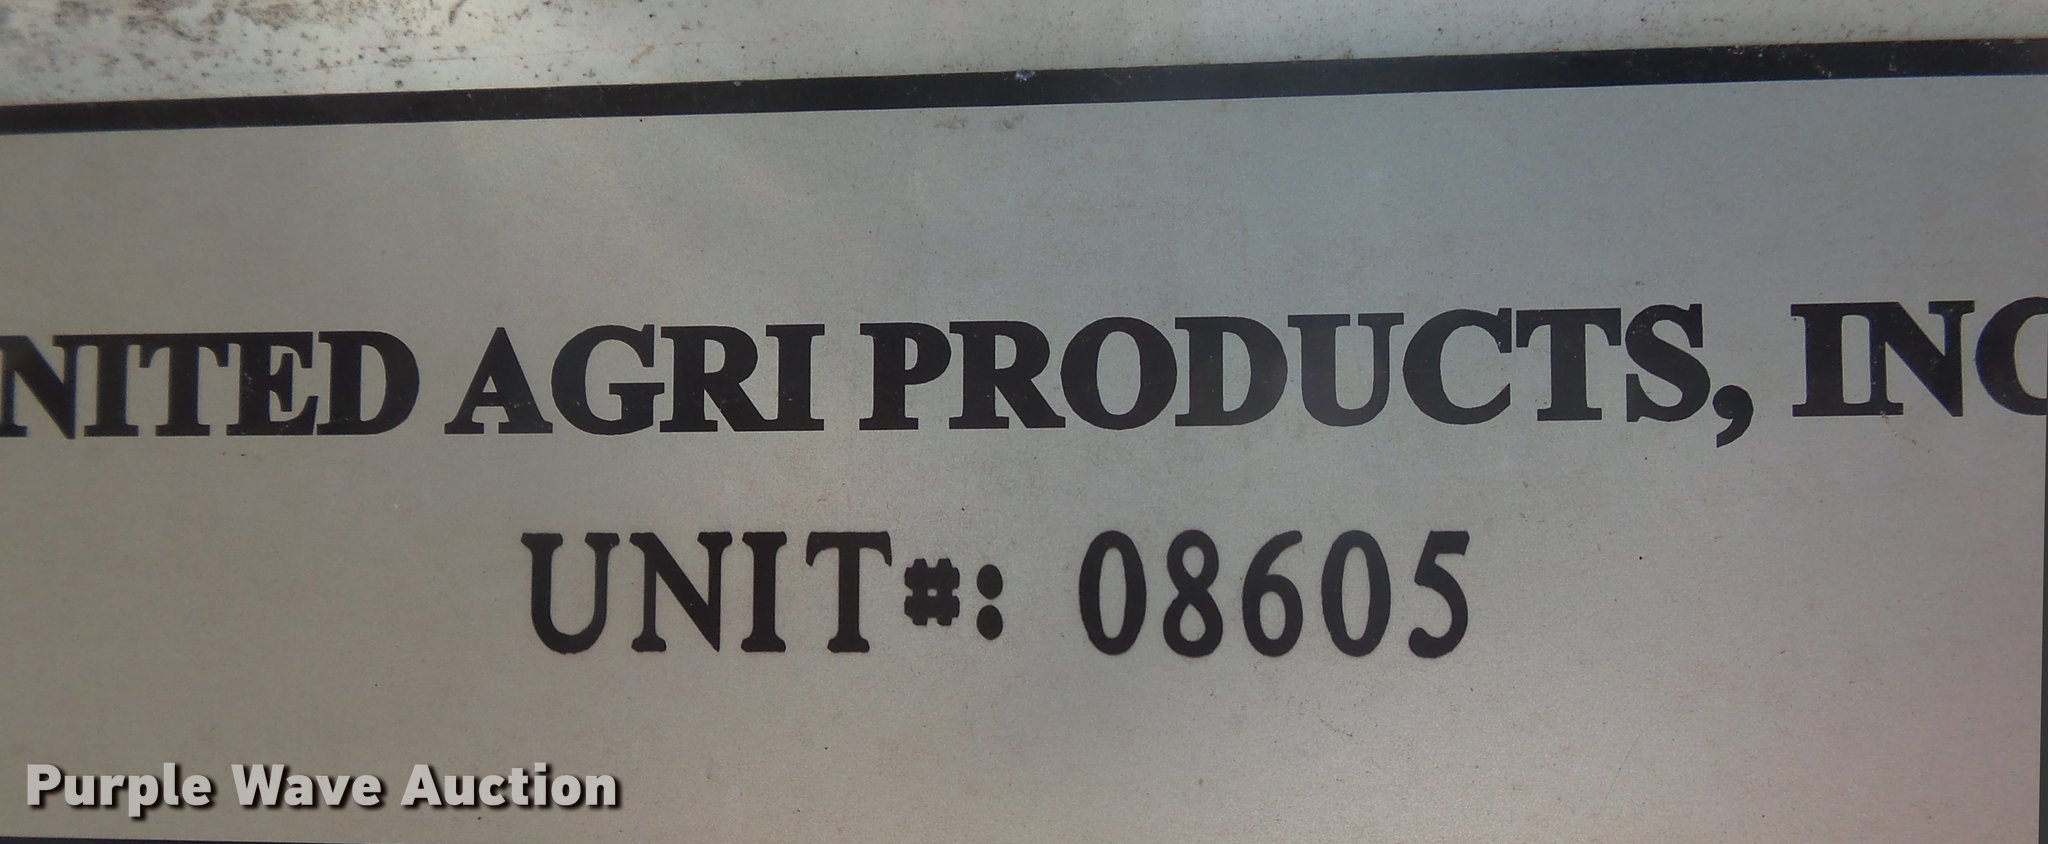 NITED AGRI PRODUCTS, INC
UNIT#: 08605
Purple Wave Auction